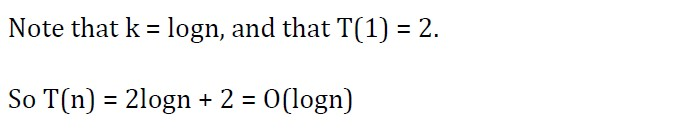 Note that k = logn, and that T(1) = 2.
So T(n) = 2logn + 2 = O(logn)